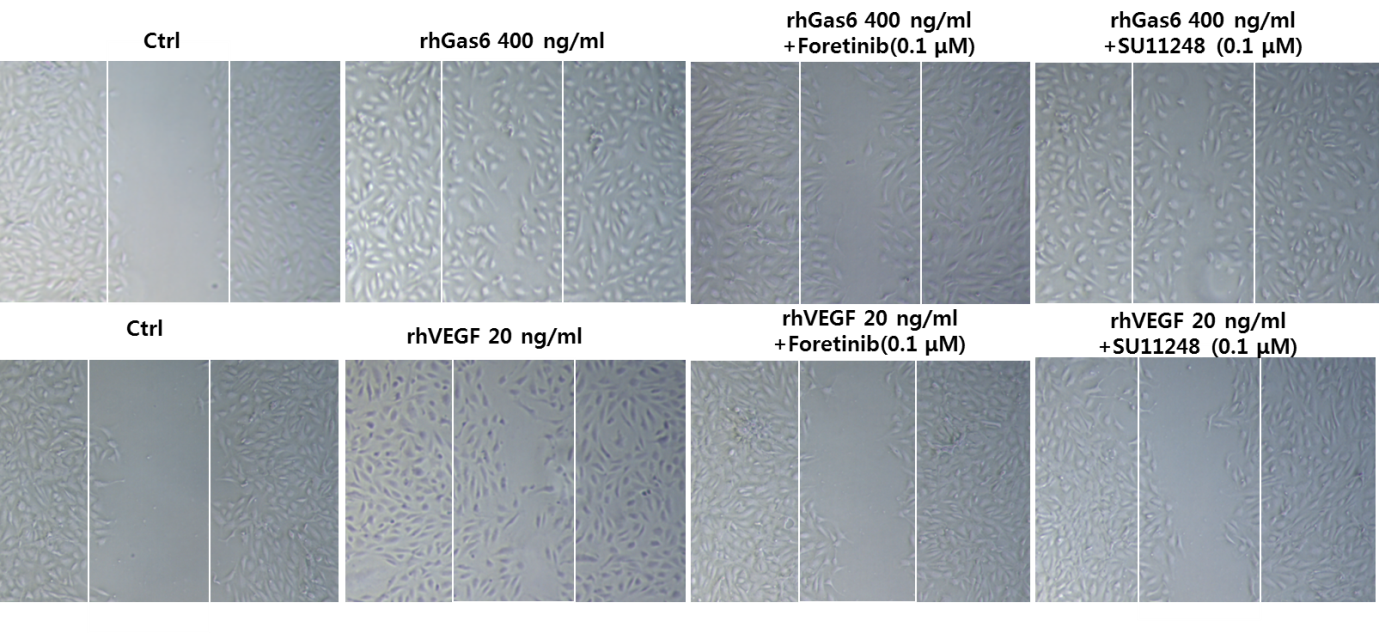 Ctrl
rhGas6 400 ng/ml
rhGas6 400 ng/ml
+Foretinib(0.1 μM)
rhGas6 400 ng/ml
+SU11248 (0.1 μM)
Ctrl
rhVEGF 20 ng/ml
rhVEGF 20 ng/ml
+Foretinib(0.1 μM)
rhVEGF 20 ng/ml
+SU11248 (0.1 μM)